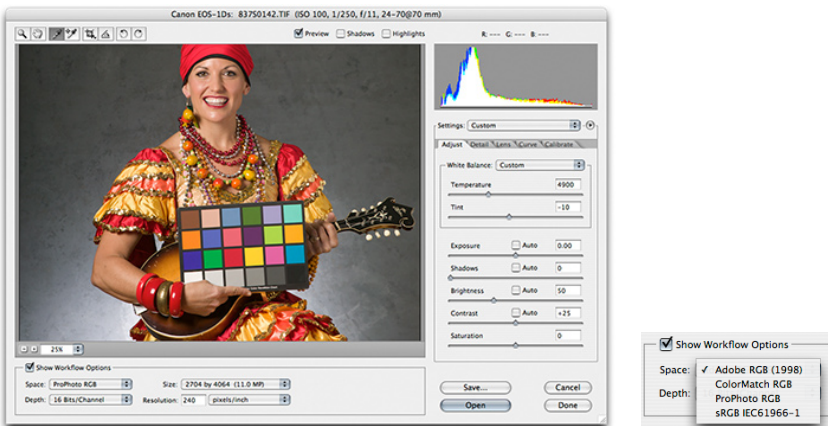 Canon EOS-1Ds: 837S0142.TIF (ISO 100, 1/250, f/11, 24-70@70 mm)
Preview Shadows Highlights R: --- G: --- B: ---
Settings: Custom
Adjust Detail Lens Curve Calibrate
White Balance: Custom
Temperature 4900
Tint -10
Exposure Auto 0.00
Shadows Auto 0
Brightness Auto 50
Contrast Auto +25
Saturation 0
25%
Show Workflow Options
Space: ProPhoto RGB Size: 2704 by 4064 (11.0 MP)
Depth: 16 Bits/Channel Resolution: 240 pixels/inch
Save... Cancel
Open Done
Show Workflow Options
Space: ✓ Adobe RGB (1998)
ColorMatch RGB
Depth: ProPhoto RGB
sRGB IEC61966-1